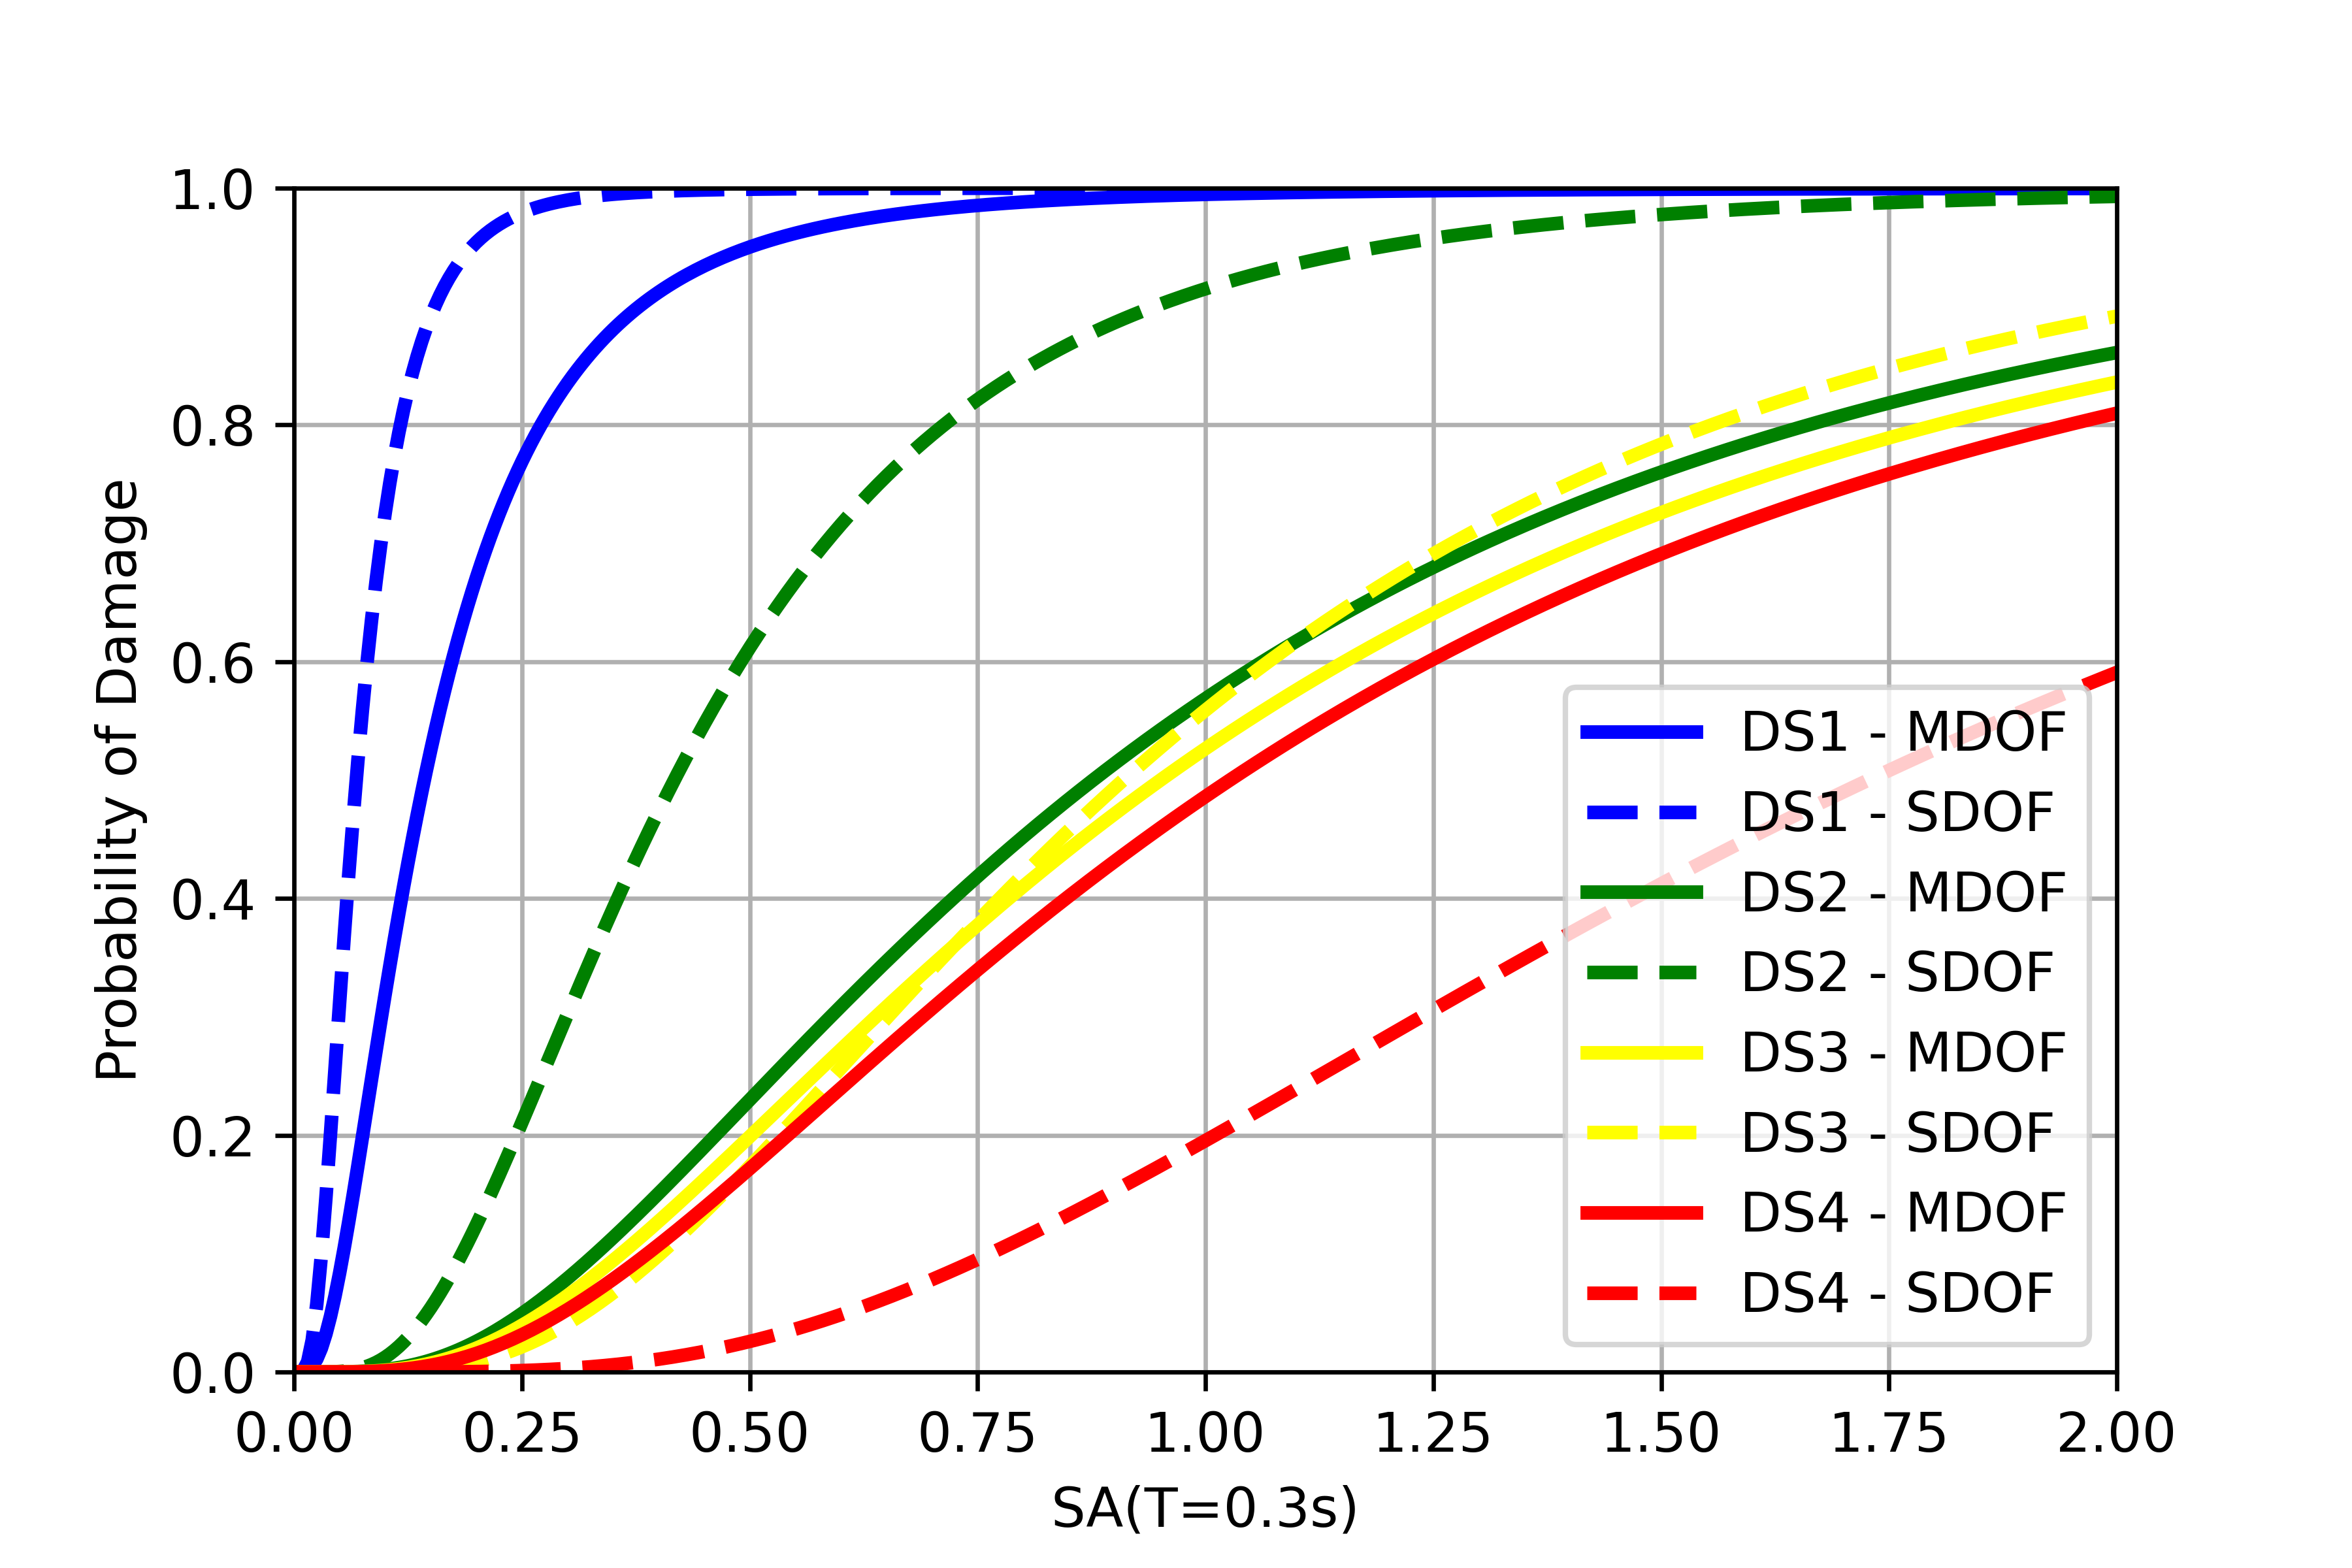 1.0
0.8
0.6
0.4
0.2
0.0
Probability of Damage
0.00 0.25 0.50 0.75 1.00 1.25 1.50 1.75 2.00
SA(T=0.3s)
DS1 - MDOF
DS1 - SDOF
DS2 - MDOF
DS2 - SDOF
DS3 - MDOF
DS3 - SDOF
DS4 - MDOF
DS4 - SDOF